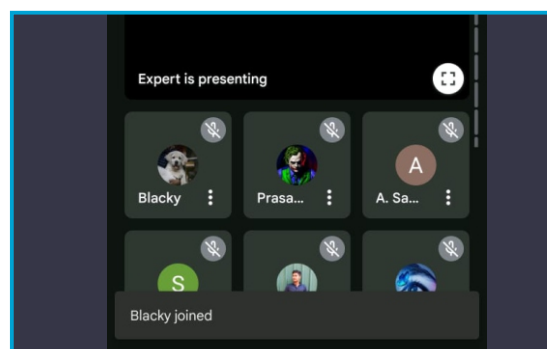 Expert is presenting
Blacky
Prasa...
A. Sa...
A
S
Blacky joined